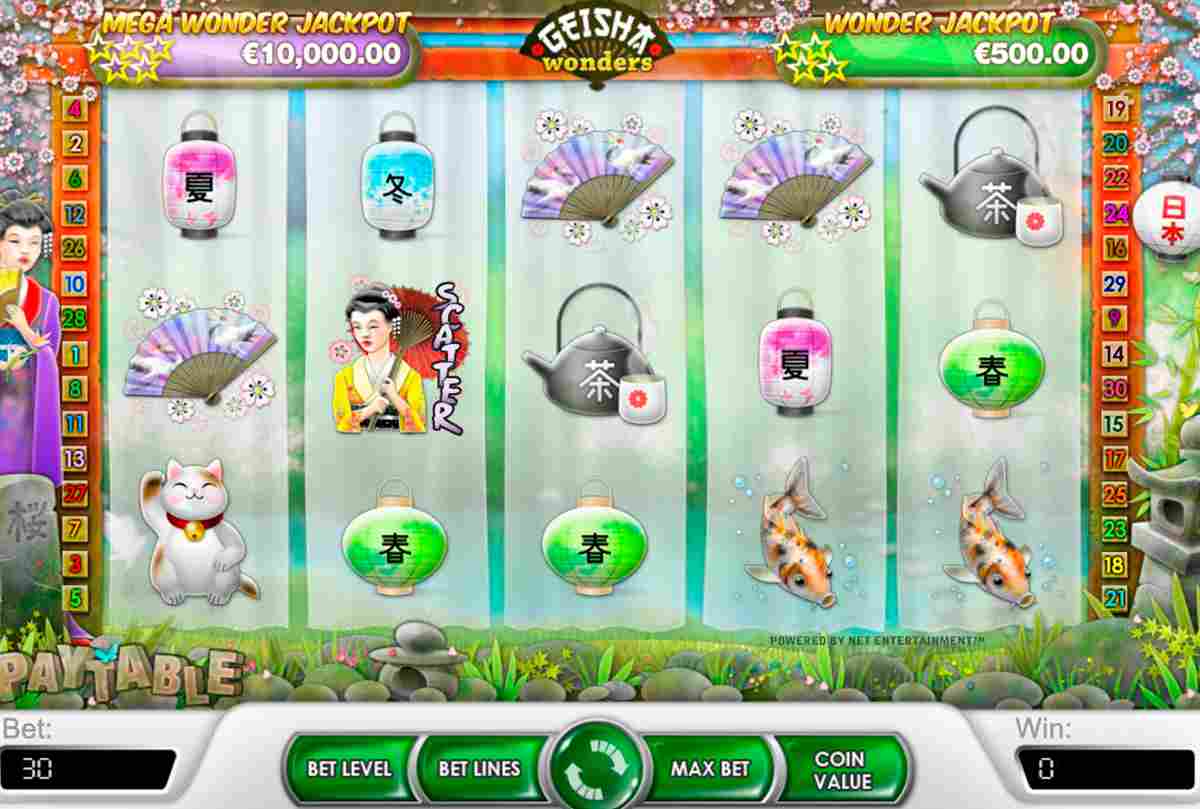 MEGA WONDER JACKPOT
€10,000.00
GEISHA
wonders
WONDER JACKPOT
€500.00
4
2
6
12
26
10
28
1
8
11
13
27
7
3
5
夏
冬
茶
SCATTER
茶
夏
春
春
春
19
20
22
24
16
29
9
14
30
15
17
25
23
18
21
日本
桜
POWERED BY NET ENTERTAINMENT™
PAYTABLE
Bet:
30
BET LEVEL
BET LINES
MAX BET
COIN
VALUE
Win:
0